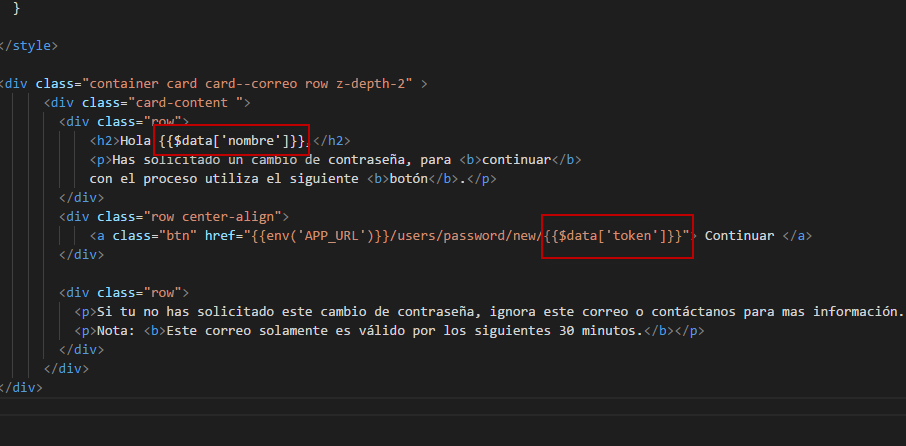 }
</style>
<div class="container card card--correo row z-depth-2" >
<div class="card-content ">
<div class="row">
<h2>Hola {{$data['nombre']}},</h2>
<p>Has solicitado un cambio de contraseña, para <b>continuar</b>
con el proceso utiliza el siguiente <b>botón</b>.</p>
</div>
<div class="row center-align">
<a class="btn" href="{{env('APP_URL')}}/users/password/new/{{$data['token']}}"> Continuar </a>
</div>
<div class="row">
<p>Si tu no has solicitado este cambio de contraseña, ignora este correo o contáctanos para mas información.
<p>Nota: <b>Este correo solamente es válido por los siguientes 30 minutos.</b></p>
</div>
</div>
</div>